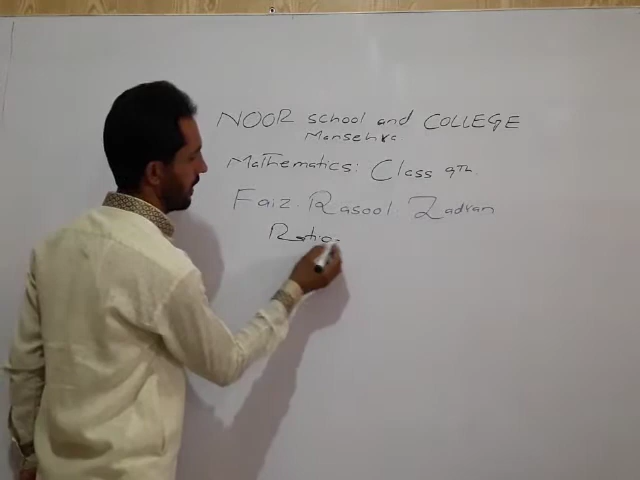 NOOR school and COLLEGE
Mansehra
Mathematics: Class 9TH.
Faiz. Rasool. Zadran
Ratio